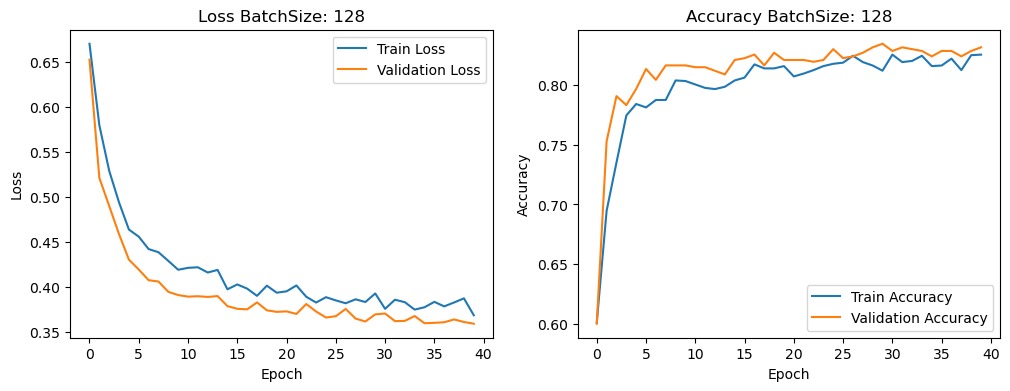 Loss BatchSize: 128
Train Loss
Validation Loss
0.65
0.60
0.55
0.50
0.45
0.40
0.35
Loss
0 5 10 15 20 25 30 35 40
Epoch
Accuracy BatchSize: 128
0.80
0.75
0.70
0.65
0.60
Accuracy
Train Accuracy
Validation Accuracy
0 5 10 15 20 25 30 35 40
Epoch